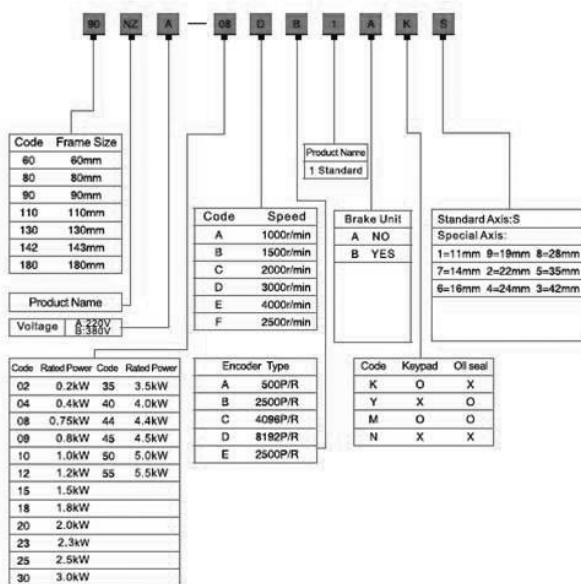 90 NZ A — 08 D B 1 A K S
Code Frame Size
60 60mm
80 80mm
90 90mm
110 110mm
130 130mm
142 143mm
180 180mm
Product Name
Voltage A:220V
B:380V
Code Rated Power Code Rated Power
02 0.2kW 35 3.5kW
04 0.4kW 40 4.0kW
08 0.75kW 44 4.4kW
09 0.8kW 45 4.5kW
10 1.0kW 50 5.0kW
12 1.2kW 55 5.5kW
15 1.5kW
18 1.8kW
20 2.0kW
23 2.3kW
25 2.5kW
30 3.0kW
Code Speed
A 1000r/min
B 1500r/min
C 2000r/min
D 3000r/min
E 4000r/min
F 2500r/min
Encoder Type
A 500P/R
B 2500P/R
C 4096P/R
D 8192P/R
E 2500P/R
Product Name
1 Standard
Brake Unit
A NO
B YES
Code Keypad Oil seal
K O X
Y X O
M O O
N X X
Standard Axis:S
Special Axis:
1=11mm 9=19mm 8=28mm
7=14mm 2=22mm 5=35mm
6=16mm 4=24mm 3=42mm